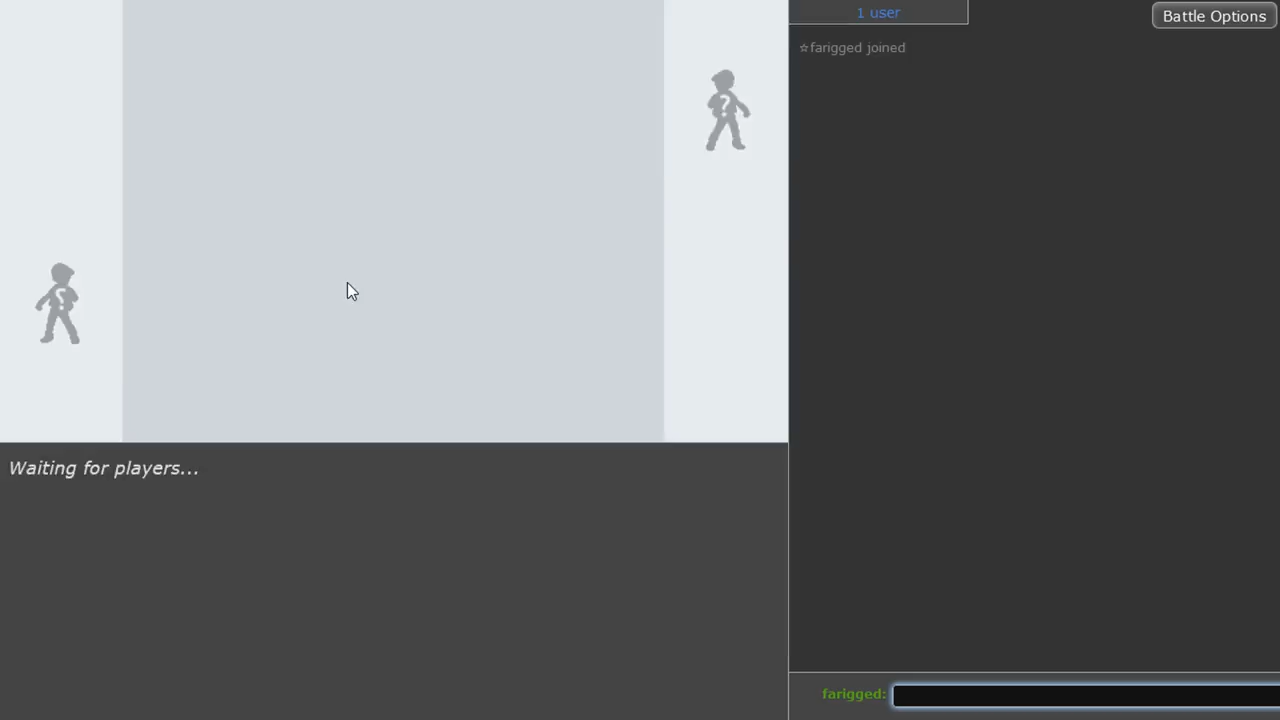 1 user
Battle Options
☆farigged joined
Waiting for players...
farigged: